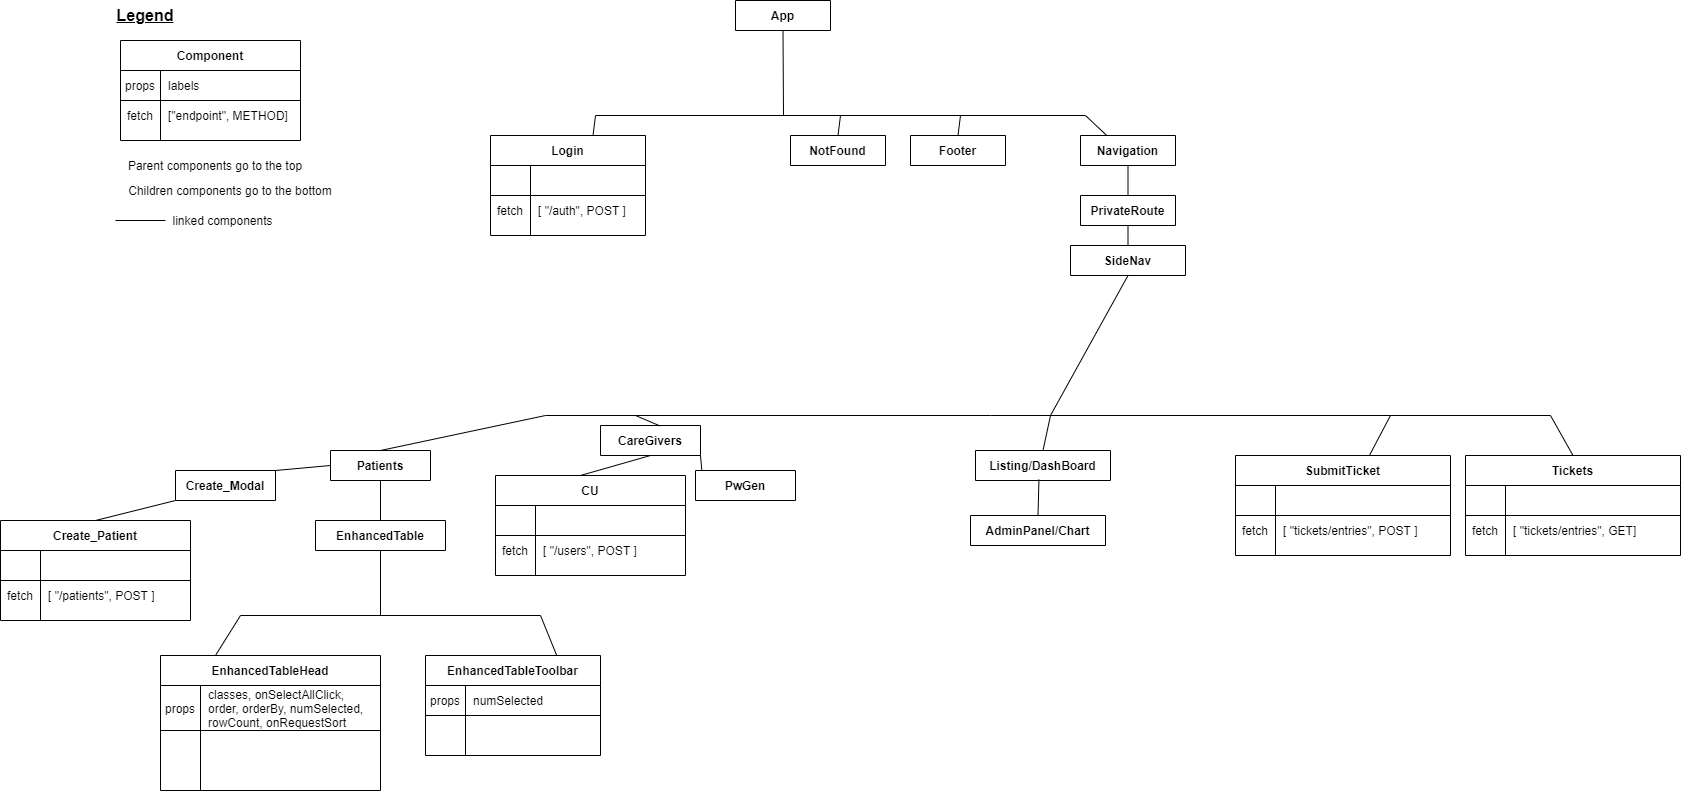 Legend
Component
props
labels
fetch
["endpoint", METHOD]
Parent components go to the top
Children components go to the bottom
linked components
App
Login
fetch
[ "/auth", POST ]
NotFound
Footer
Navigation
PrivateRoute
SideNav
Patients
Create_Modal
Create_Patient
fetch
[ "/patients", POST ]
EnhancedTable
EnhancedTableHead
props
classes, onSelectAllClick,
order, orderBy, numSelected,
rowCount, onRequestSort
EnhancedTableToolbar
props
numSelected
CareGivers
CU
fetch
[ "/users", POST ]
PwGen
Listing/DashBoard
AdminPanel/Chart
SubmitTicket
fetch
[ "tickets/entries", POST ]
Tickets
fetch
[ "tickets/entries", GET]